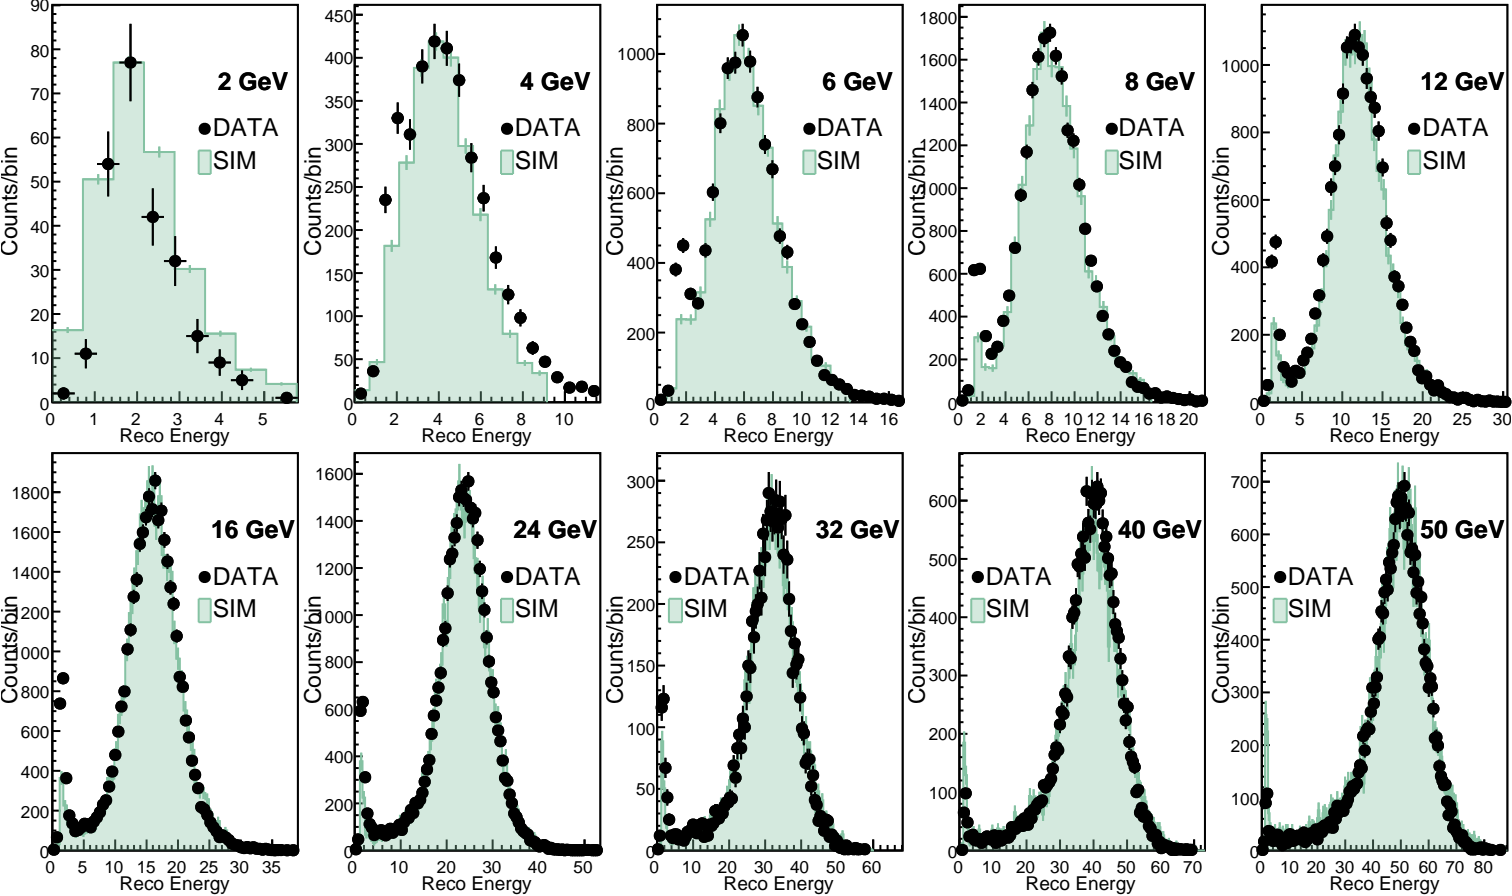 90
80
70
60
50
40
30
20
10
0
Counts/bin
2 GeV
DATA
SIM
0 1 2 3 4 5
Reco Energy
450
400
350
300
250
200
150
100
50
0
Counts/bin
4 GeV
DATA
SIM
0 2 4 6 8 10
Reco Energy
1000
800
600
400
200
0
Counts/bin
6 GeV
DATA
SIM
0 2 4 6 8 10 12 14 16
Reco Energy
1800
1600
1400
1200
1000
800
600
400
200
0
Counts/bin
8 GeV
DATA
SIM
0 2 4 6 8 10 12 14 16 18 20
Reco Energy
1000
800
600
400
200
0
Counts/bin
12 GeV
DATA
SIM
0 5 10 15 20 25 30
Reco Energy
1800
1600
1400
1200
1000
800
600
400
200
0
Counts/bin
16 GeV
DATA
SIM
0 5 10 15 20 25 30 35
Reco Energy
1600
1400
1200
1000
800
600
400
200
0
Counts/bin
24 GeV
DATA
SIM
0 10 20 30 40 50
Reco Energy
300
250
200
150
100
50
0
Counts/bin
32 GeV
DATA
SIM
0 10 20 30 40 50 60
Reco Energy
600
500
400
300
200
100
0
Counts/bin
40 GeV
DATA
SIM
0 10 20 30 40 50 60 70
Reco Energy
700
600
500
400
300
200
100
0
Counts/bin
50 GeV
DATA
SIM
0 10 20 30 40 50 60 70 80
Reco Energy